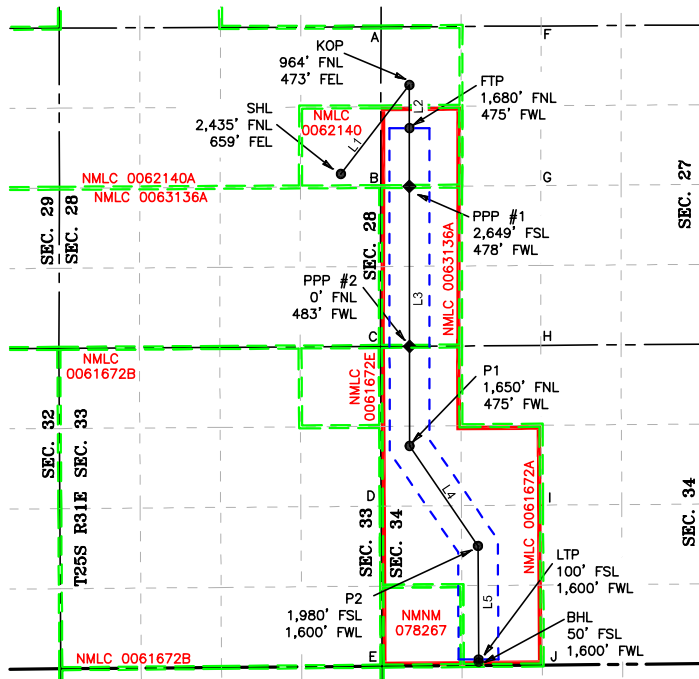 A
F
KOP
964' FNL
473' FEL
FTP
1,680' FNL
475' FWL
SHL
2,435' FNL
659' FEL
NMLC
0062140
L1
L2
NMLC 0062140A
NMLC 0063136A
B
G
SEC. 29
SEC. 28
SEC. 28
SEC. 27
PPP #1
2,649' FSL
478' FWL
NMLC 0063136A
PPP #2
0' FNL
483' FWL
L3
C
H
NMLC
0061672B
NMLC
0061672E
P1
1,650' FNL
475' FWL
SEC. 32
T25S R31E SEC. 33
D
I
L4
NMLC 0061672A
SEC. 33
SEC. 34
SEC. 34
P2
1,980' FSL
1,600' FWL
NMNM
078267
L5
LTP
100' FSL
1,600' FWL
BHL
50' FSL
1,600' FWL
NMLC 0061672B
E
J